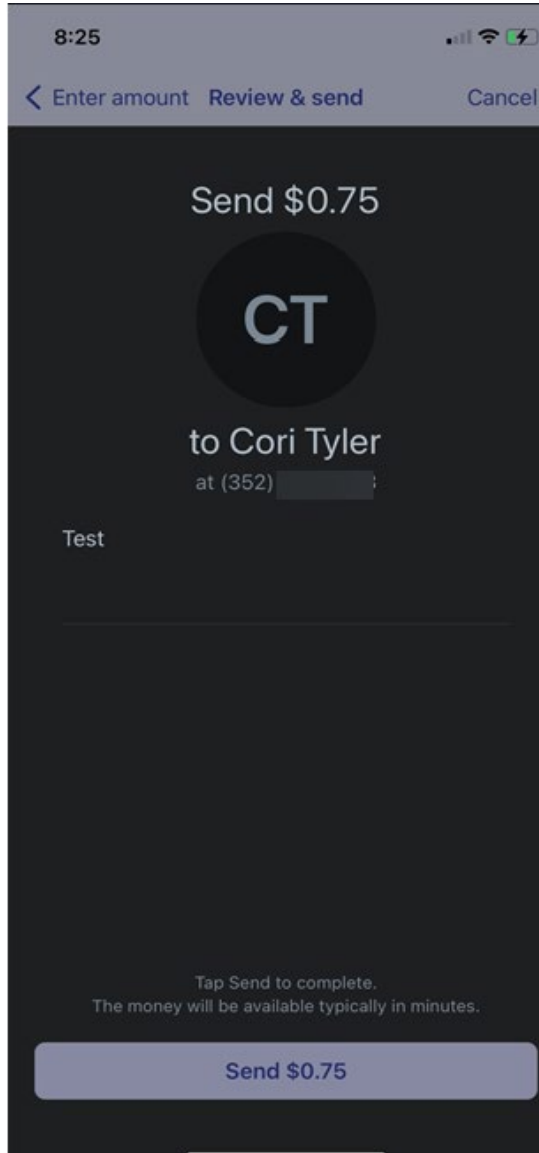 8:25
Enter amount Review & send Cancel
Send $0.75
CT
to Cori Tyler
at (352)
Test
Tap Send to complete.
The money will be available typically in minutes.
Send $0.75